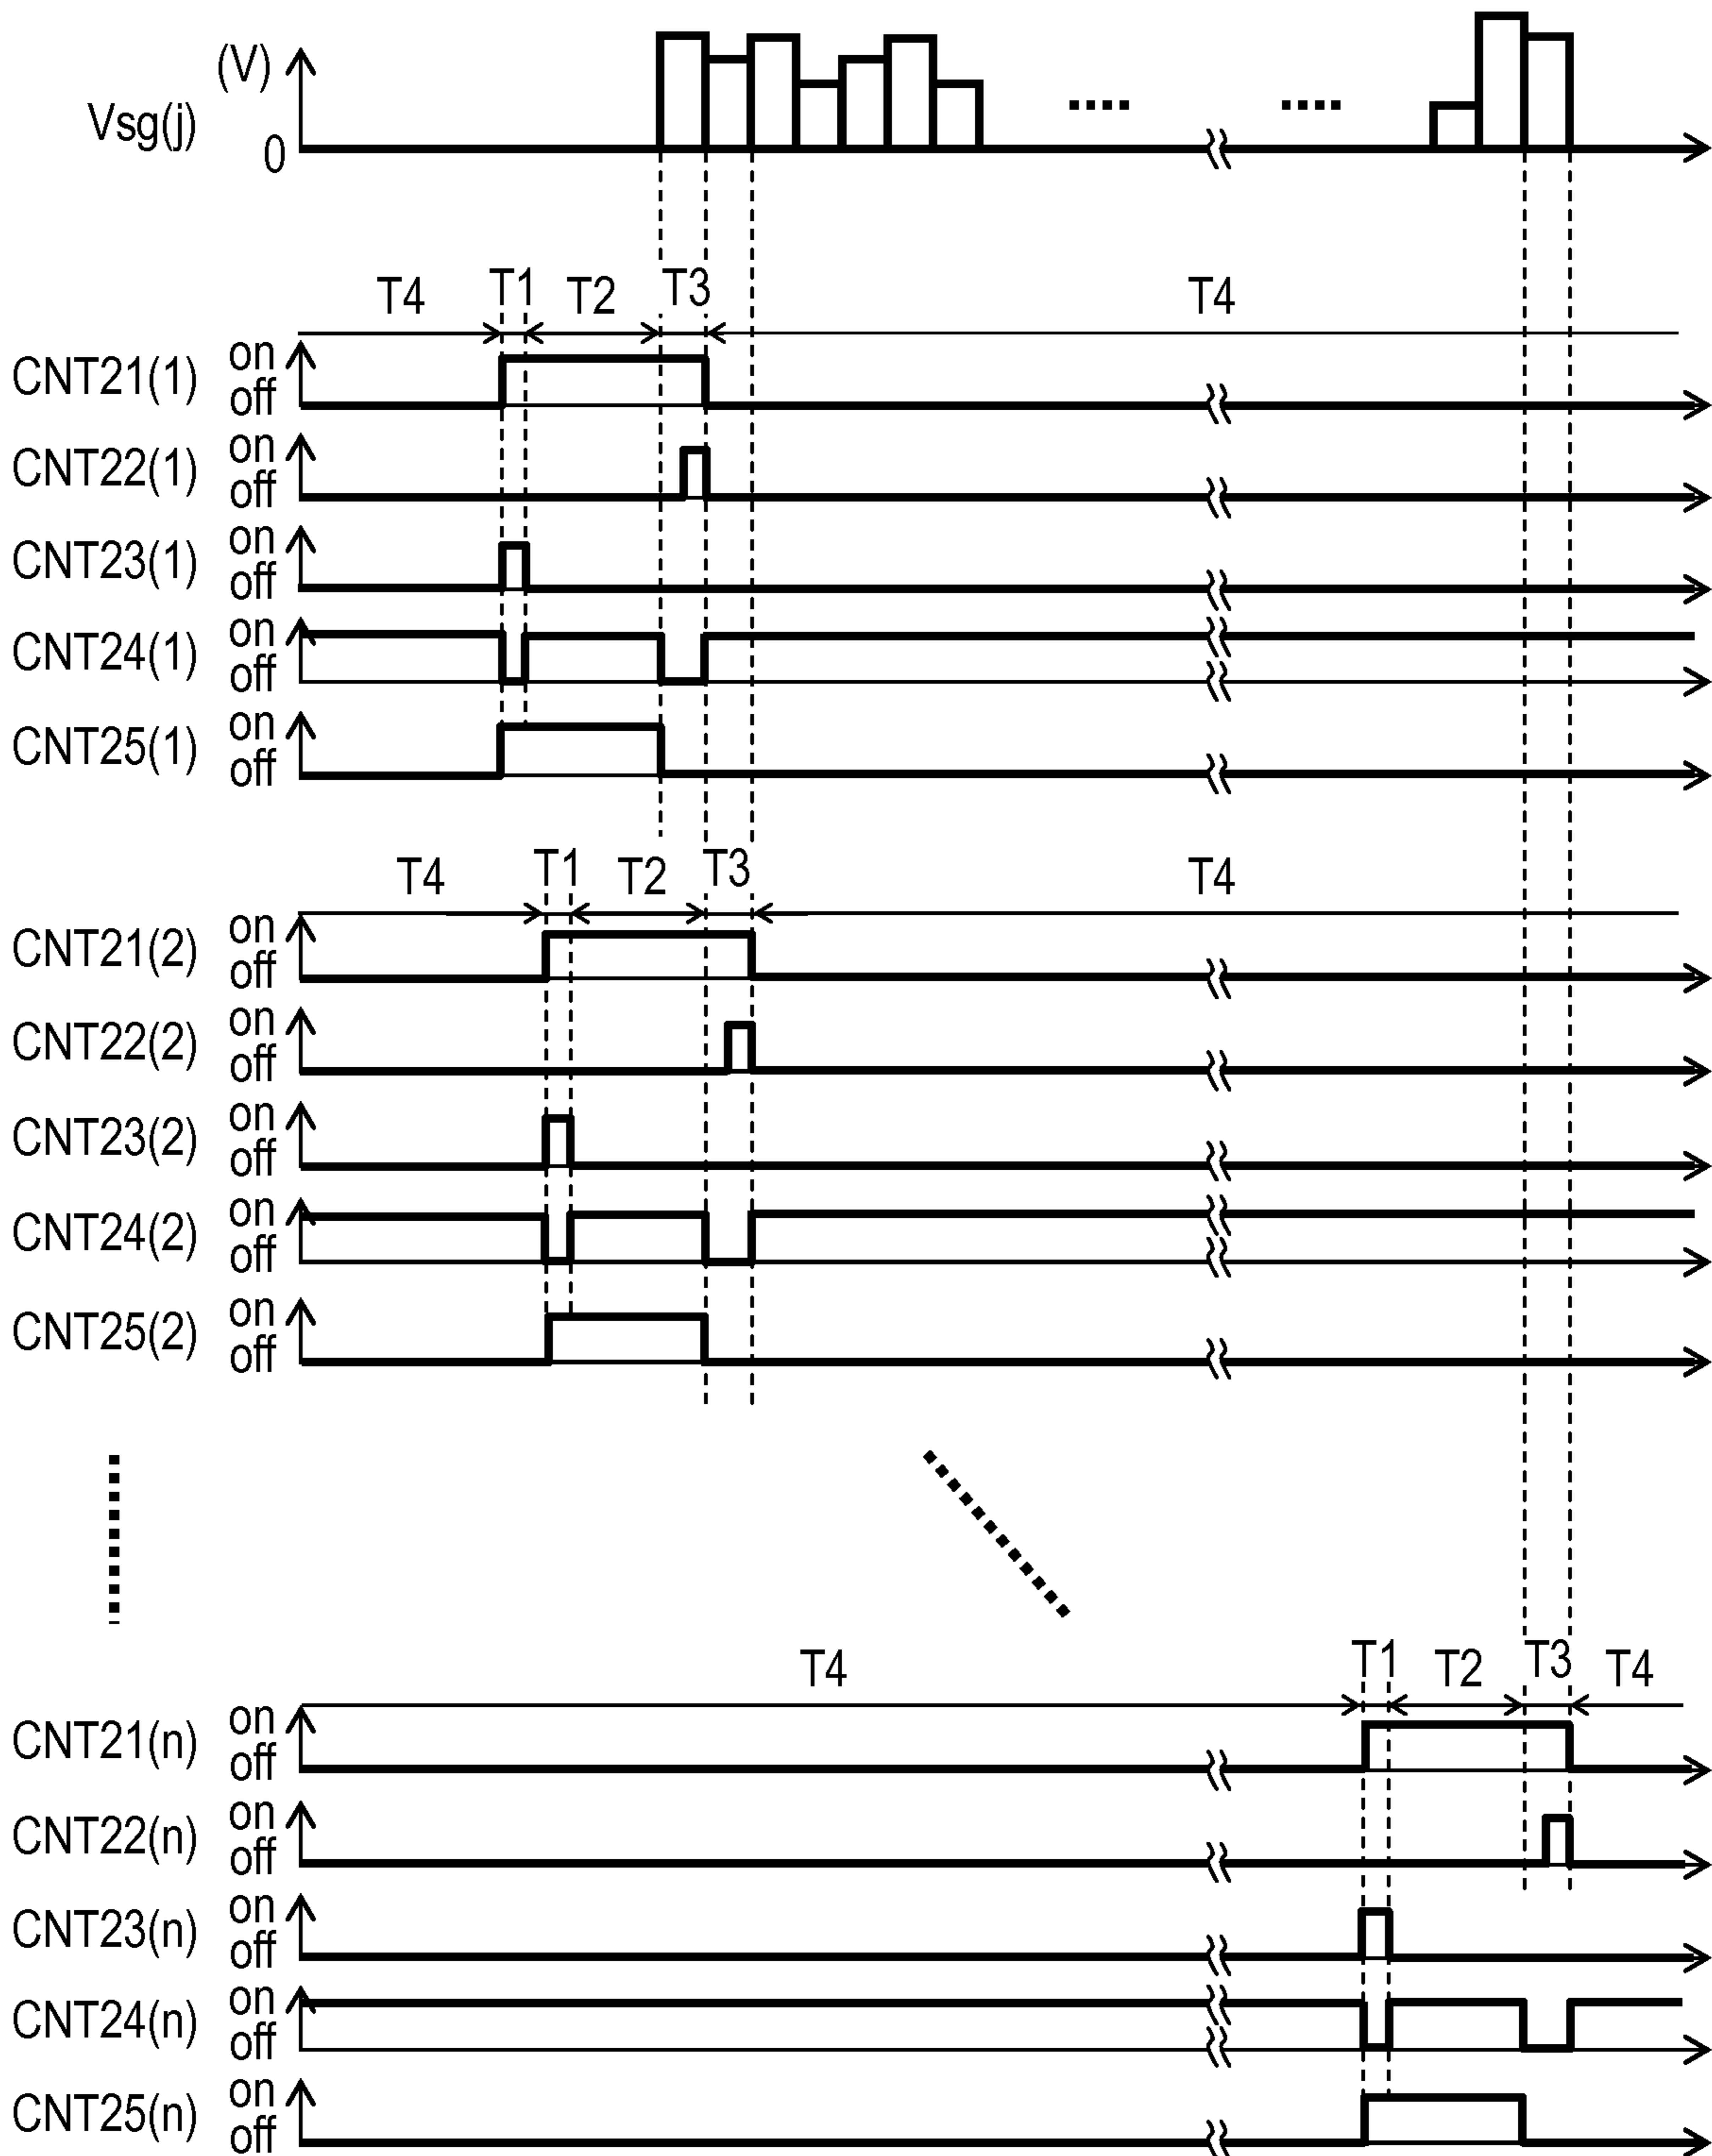 (V)
Vsg(j)
0
T4 T1 T2 T3 T4
CNT21(1) on
off
CNT22(1) on
off
CNT23(1) on
off
CNT24(1) on
off
CNT25(1) on
off
T4 T1 T2 T3 T4
CNT21(2) on
off
CNT22(2) on
off
CNT23(2) on
off
CNT24(2) on
off
CNT25(2) on
off
T4 T1 T2 T3 T4
CNT21(n) on
off
CNT22(n) on
off
CNT23(n) on
off
CNT24(n) on
off
CNT25(n) on
off